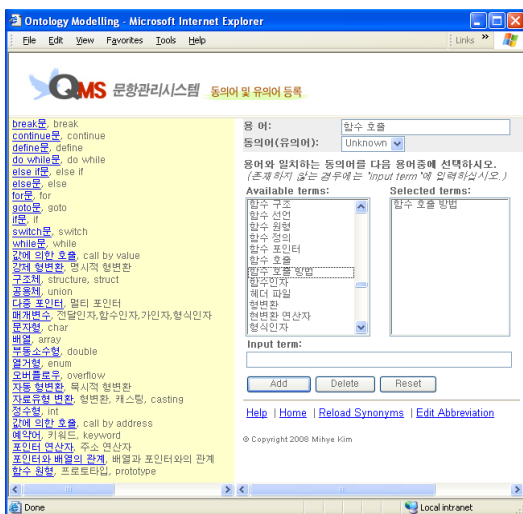 Ontology Modelling - Microsoft Internet Explorer
File Edit View Favorites Tools Help Links
QMS 문항관리시스템 동의어 및 유의어 등록
break문, break
continue문, continue
define문, define
do while문, do while
else if문, else if
else문, else
for문, for
goto문, goto
if문, if
switch문, switch
while문, while
값에 의한 호출, call by value
강제 형변환, 명시적 형변환
구조체, structure, struct
공용체, union
다중 포인터, 멀티 포인터
매개변수, 전달인자,함수인자,가인자,형식인자
문자형, char
배열, array
부동소수형, double
열거형, enum
오버플로우, overflow
자동 형변환, 묵시적 형변환
자료유형 변환, 형변환, 캐스팅, casting
정수형, int
값에 의한 호출, call by address
예약어, 키워드, keyword
포인터 연산자, 주소 연산자
포인터와 배열의 관계, 배열과 포인터와의 관계
함수 원형, 프로토타입, prototype
용 어: 함수 호출
동의어(유의어): Unknown
용어와 일치하는 동의어를 다음 용어중에 선택하시오.
(존재하지 않는 경우에는 "input term"에 입력하십시오.)
Available terms: Selected terms:
함수 구조 함수 호출 방법
함수 선언
함수 원형
함수 정의
함수 포인터
함수 호출
함수 호출 방법
함수인자
헤더 파일
형변환
현변환 연산자
형식인자
Input term:
Add Delete Reset
Help | Home | Reload Synonyms | Edit Abbreviation
© Copyright 2008 Mihye Kim
Done Local intranet